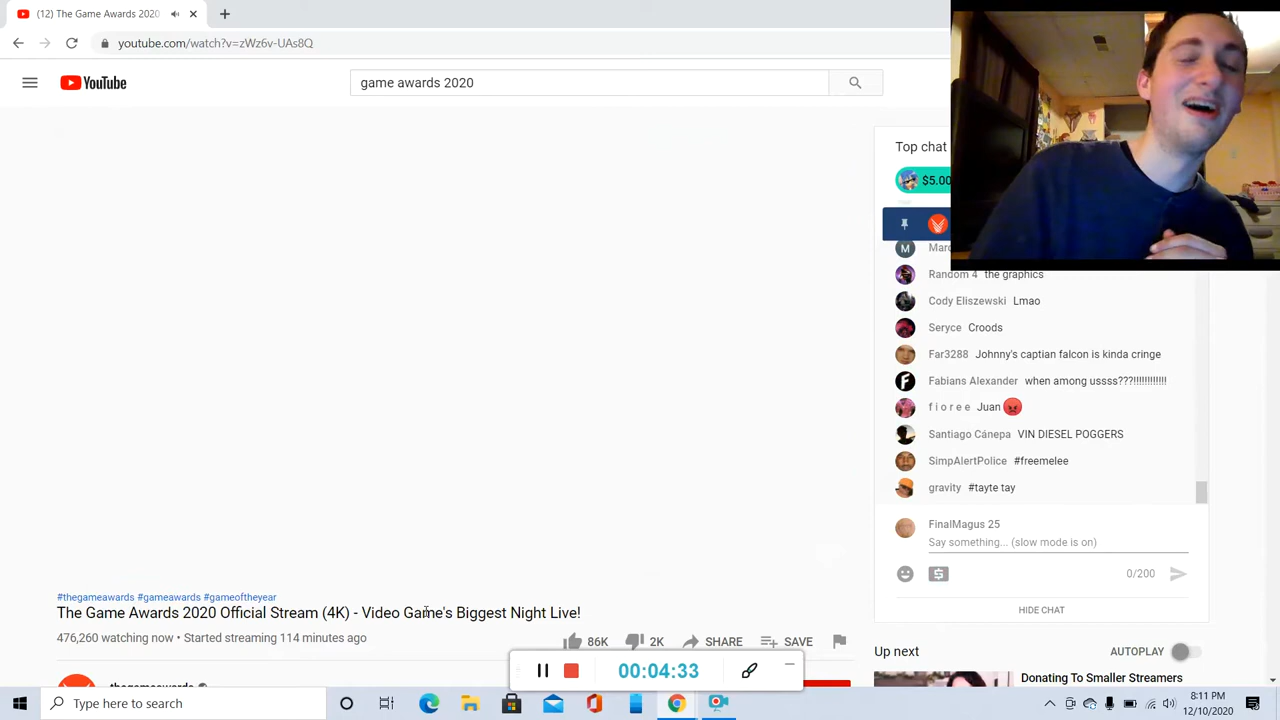 (12) The Game Awards 2020
youtube.com/watch?v=zWz6v-UAs8Q
YouTube
game awards 2020
Top chat
$5.00
M
Marc
Random 4 the graphics
Cody Eliszewski Lmao
Seryce Croods
Far3288 Johnny's captian falcon is kinda cringe
Fabians Alexander when among ussss???!!!!!!!!!!!!
f i o r e e Juan
Santiago Cánepa VIN DIESEL POGGERS
SimpAlertPolice #freemelee
gravity #tayte tay
FinalMagus 25
Say something... (slow mode is on)
0/200
HIDE CHAT
#thegameawards #gameawards #gameoftheyear
The Game Awards 2020 Official Stream (4K) - Video Game's Biggest Night Live!
476,260 watching now • Started streaming 114 minutes ago
86K
2K
SHARE
SAVE
Up next
AUTOPLAY
thegameawards
00:04:33
Donating To Smaller Streamers
Type here to search
8:11 PM
12/10/2020